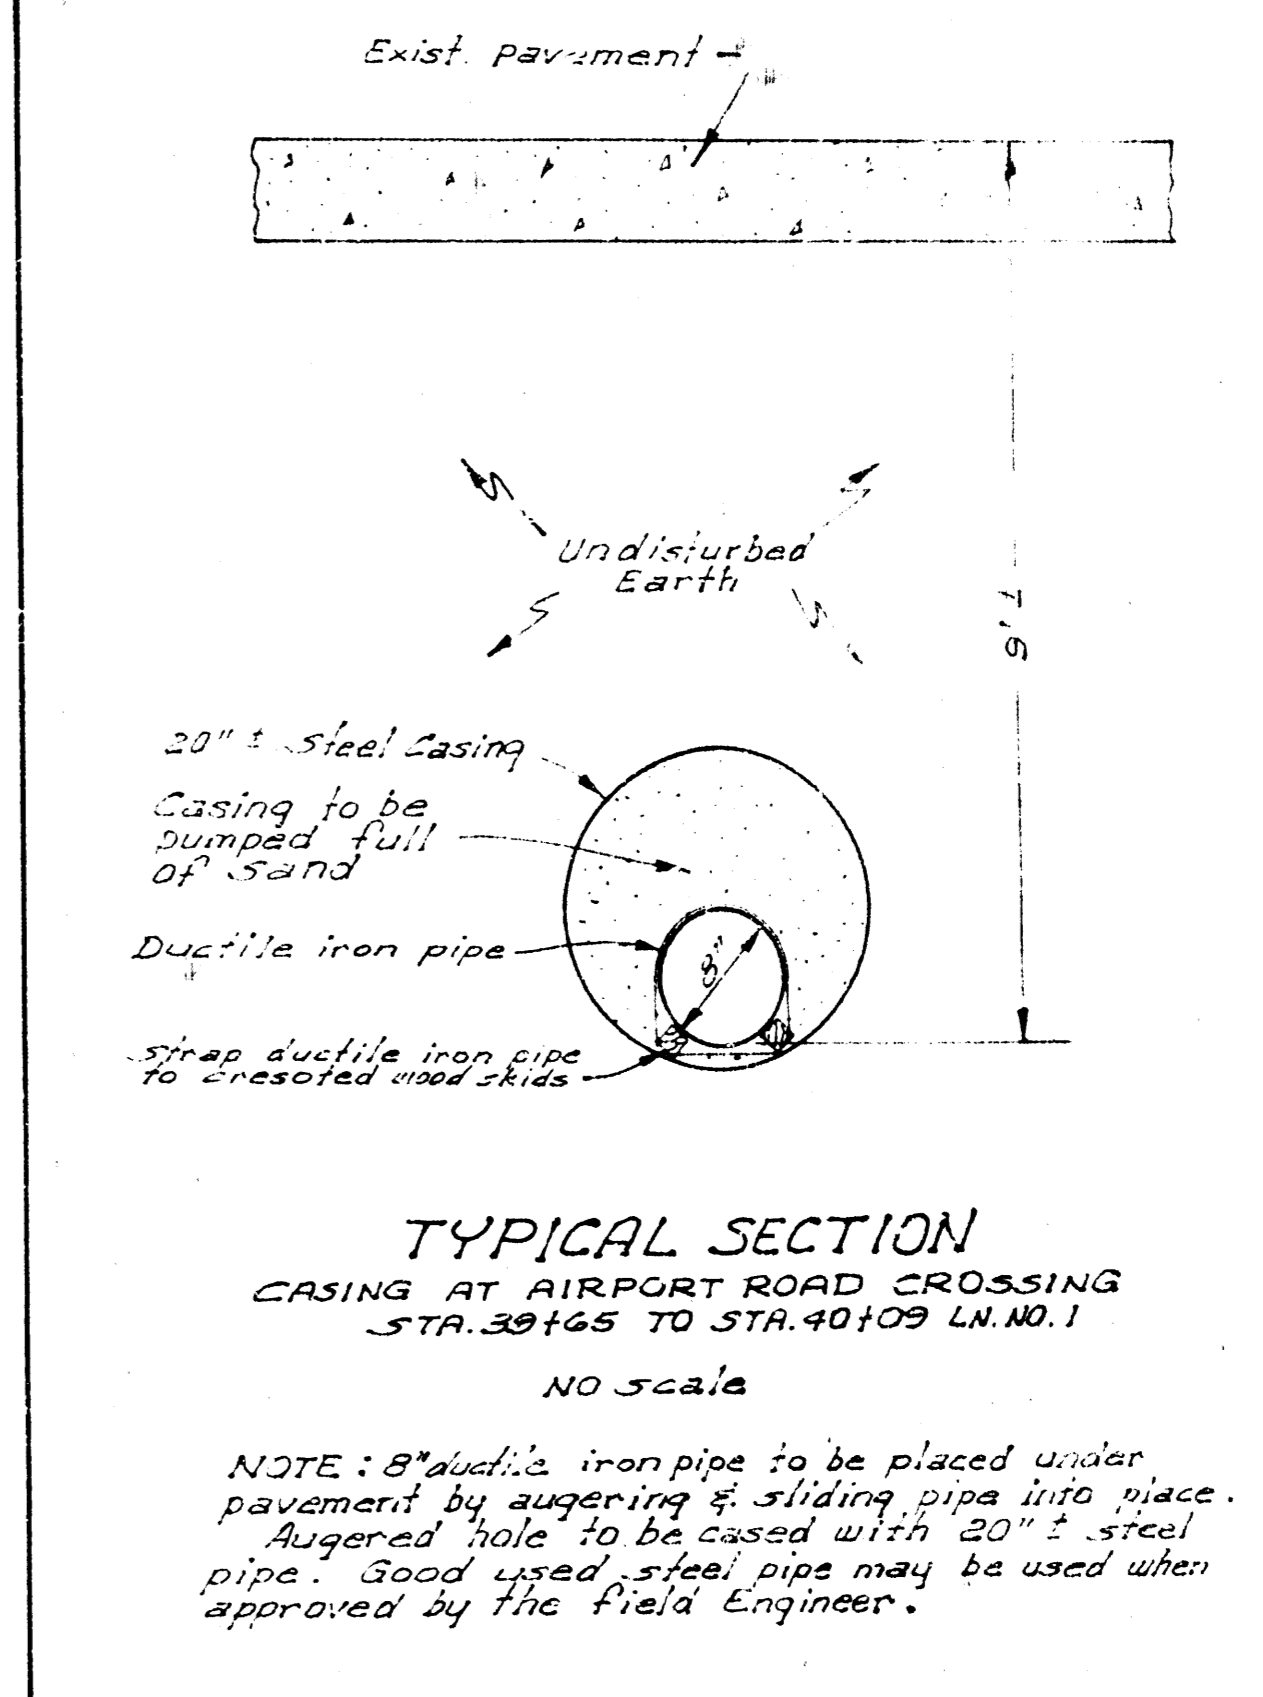 Exist. pavement
Undisturbed
Earth
20" ± Steel Casing
Casing to be
pumped full
of Sand
Ductile iron pipe
8"
strap ductile iron pipe
to cresoted wood skids
TYPICAL SECTION
CASING AT AIRPORT ROAD CROSSING
STA. 39+65 TO STA. 40+09 LN. NO. 1
NO scale
NOTE : 8" ductile iron pipe to be placed under
pavement by augering & sliding pipe into place.
Augered hole to be cased with 20" ± steel
pipe. Good used steel pipe may be used when
approved by the field Engineer.